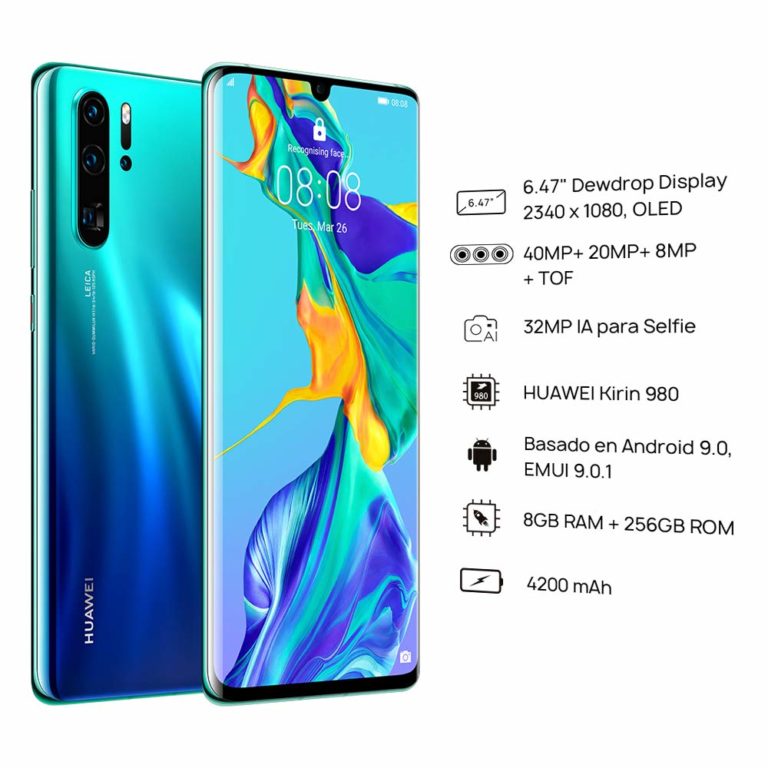 LEICA
HUAWEI
08:08
Recognising face...
08:08
Tues, Mar 26
6.47"
6.47" Dewdrop Display
2340 x 1080, OLED
40MP+ 20MP+ 8MP
+ TOF
AI
32MP IA para Selfie
980
HUAWEI Kirin 980
Basado en Android 9.0,
EMUI 9.0.1
8GB RAM + 256GB ROM
4200 mAh